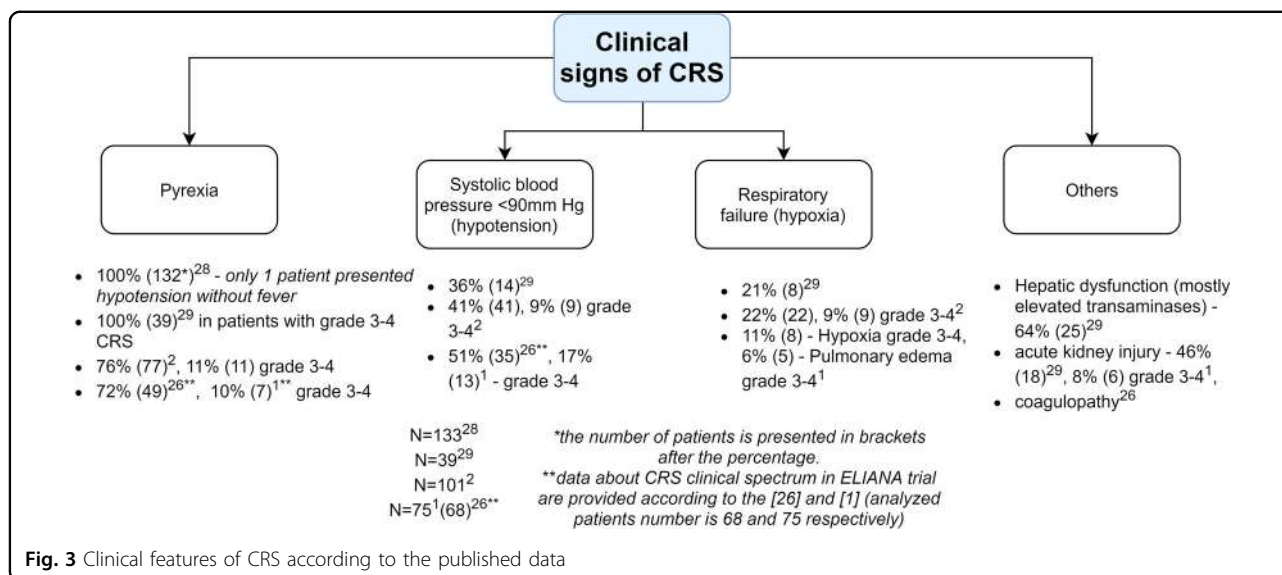 Clinical
signs of CRS
Pyrexia
Systolic blood
pressure <90mm Hg
(hypotension)
Respiratory
failure (hypoxia)
Others
• 100% (132*)28 - only 1 patient presented
hypotension without fever
• 100% (39)29 in patients with grade 3-4
CRS
• 76% (77)2, 11% (11) grade 3-4
• 72% (49)26**, 10% (7)1** grade 3-4
• 36% (14)29
• 41% (41), 9% (9) grade
3-42
• 51% (35)26**, 17%
(13)1 - grade 3-4
• 21% (8)29
• 22% (22), 9% (9) grade 3-42
• 11% (8) - Hypoxia grade 3-4,
6% (5) - Pulmonary edema
grade 3-41
• Hepatic dysfunction (mostly
elevated transaminases) -
64% (25)29
• acute kidney injury - 46%
(18)29, 8% (6) grade 3-41,
• coagulopathy26
N=13328
N=3929
N=1012
N=751(68)26**
*the number of patients is presented in brackets
after the percentage.
**data about CRS clinical spectrum in ELIANA trial
are provided according to the [26] and [1] (analyzed
patients number is 68 and 75 respectively)
Fig. 3 Clinical features of CRS according to the published data